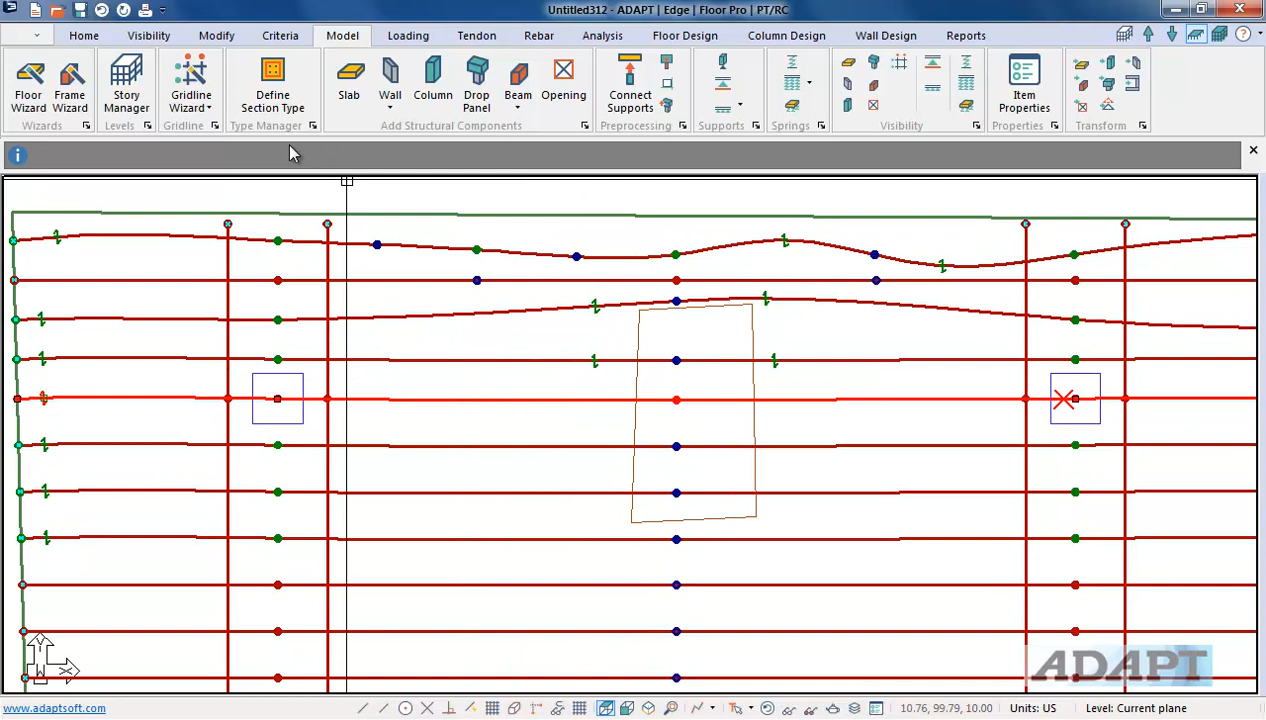 Untitled312 - ADAPT | Edge | Floor Pro | PT/RC
Home Visibility Modify Criteria Model Loading Tendon Rebar Analysis Floor Design Column Design Wall Design Reports
Floor Wizard
Frame Wizard
Story Manager
Gridline Wizard
Define Section Type
Slab
Wall
Column
Drop Panel
Beam
Opening
Connect Supports
Item Properties
Wizards Levels Gridline Type Manager Add Structural Components Preprocessing Supports Springs Visibility Properties Transform
Y
W X
ADAPT
www.adaptsoft.com
10.76, 99.79, 10.00 Units: US Level: Current plane